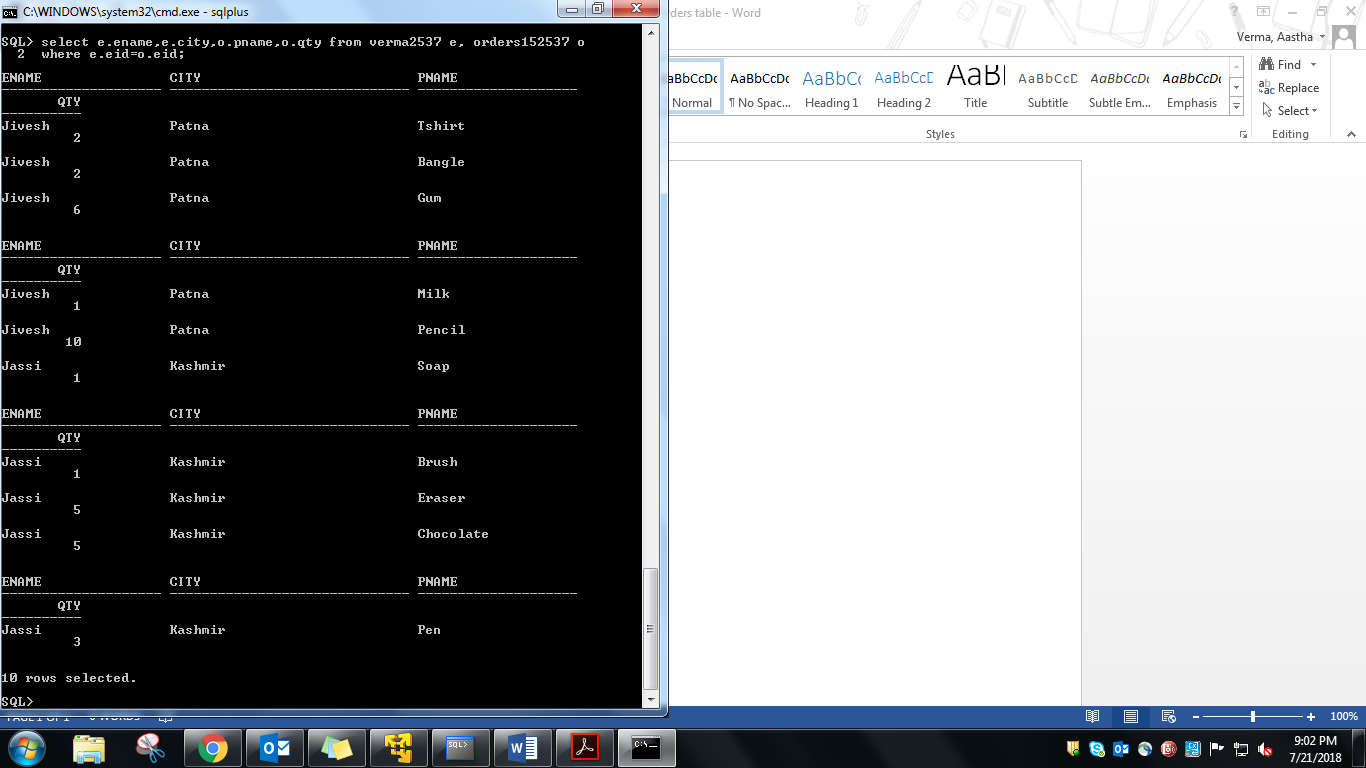 C:\WINDOWS\system32\cmd.exe - sqlplus
SQL> select e.ename,e.city,o.pname,o.qty from verma2537 e, orders152537 o
2 where e.eid=o.eid;
ENAME CITY PNAME
QTY
Jivesh Patna Tshirt
2
Jivesh Patna Bangle
2
Jivesh Patna Gum
6
ENAME CITY PNAME
QTY
Jivesh Patna Milk
1
Jivesh Patna Pencil
10
Jassi Kashmir Soap
1
ENAME CITY PNAME
QTY
Jassi Kashmir Brush
1
Jassi Kashmir Eraser
5
Jassi Kashmir Chocolate
5
ENAME CITY PNAME
QTY
Jassi Kashmir Pen
3
10 rows selected.
SQL>
rders table - Word
Verma, Aastha
aBbCcDc AaBbCcDc AaBbCc AaBbCcD AaBl AaBbCcD AaBbCcDc AaBbCcDc
Normal ¶ No Spac... Heading 1 Heading 2 Title Subtitle Subtle Em... Emphasis
Styles
Find
Replace
Select
Editing
100%
SQL>
C:\
9:02 PM
7/21/2018